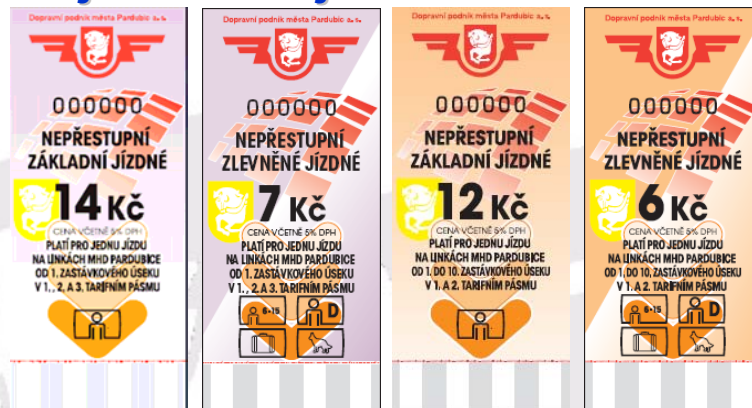 Dopravní podnik města Pardubic a. s.
000000
NEPŘESTUPNÍ
ZÁKLADNÍ JÍZDNÉ
14 Kč
CENA VČETNĚ 5% DPH
PLATÍ PRO JEDNU JÍZDU
NA LINKÁCH MHD PARDUBICE
OD 1. ZASTÁVKOVÉHO ÚSEKU
V 1., 2. A 3. TARIFNÍM PÁSMU
Dopravní podnik města Pardubic a. s.
000000
NEPŘESTUPNÍ
ZLEVNĚNÉ JÍZDNÉ
7 Kč
CENA VČETNĚ 5% DPH
PLATÍ PRO JEDNU JÍZDU
NA LINKÁCH MHD PARDUBICE
OD 1. ZASTÁVKOVÉHO ÚSEKU
V 1., 2. A 3. TARIFNÍM PÁSMU
6-15
D
Dopravní podnik města Pardubic a. s.
000000
NEPŘESTUPNÍ
ZÁKLADNÍ JÍZDNÉ
12 Kč
CENA VČETNĚ 5% DPH
PLATÍ PRO JEDNU JÍZDU
NA LINKÁCH MHD PARDUBICE
OD 1. DO 10. ZASTÁVKOVÉHO ÚSEKU
V 1. A 2. TARIFNÍM PÁSMU
Dopravní podnik města Pardubic a. s.
000000
NEPŘESTUPNÍ
ZLEVNĚNÉ JÍZDNÉ
6 Kč
CENA VČETNĚ 5% DPH
PLATÍ PRO JEDNU JÍZDU
NA LINKÁCH MHD PARDUBICE
OD 1. DO 10. ZASTÁVKOVÉHO ÚSEKU
V 1. A 2. TARIFNÍM PÁSMU
6-15
D